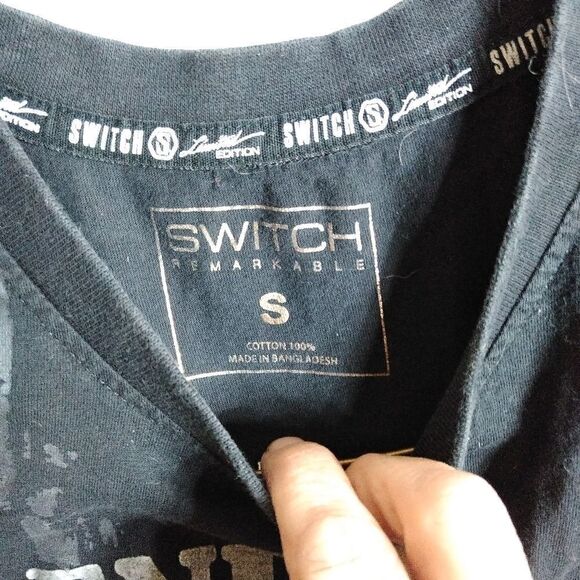 SWITCH S Limited EDITION SWITCH S Limited EDITION SWITCH
SWITCH
REMARKABLE
S
COTTON 100%
MADE IN BANGLADESH